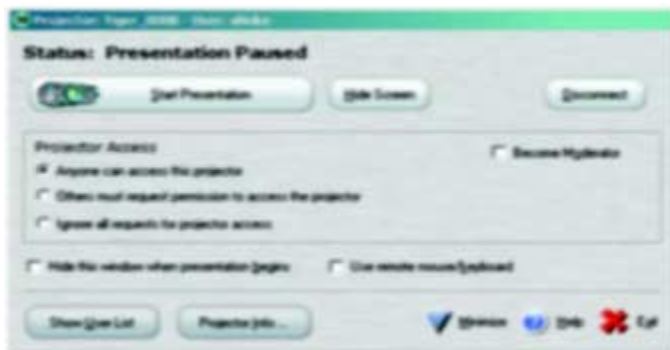 Status: Presentation Paused
Start Presentation
Hide Screen
Disconnect
Projector Access
Become Moderator
Anyone can access this projector
Others must request permission to access the projector
Ignore all requests for projector access
Hide this window when presentation begins
Use remote mouse/keyboard
Show User List
Projector Info...
Minimize
Help
Exit